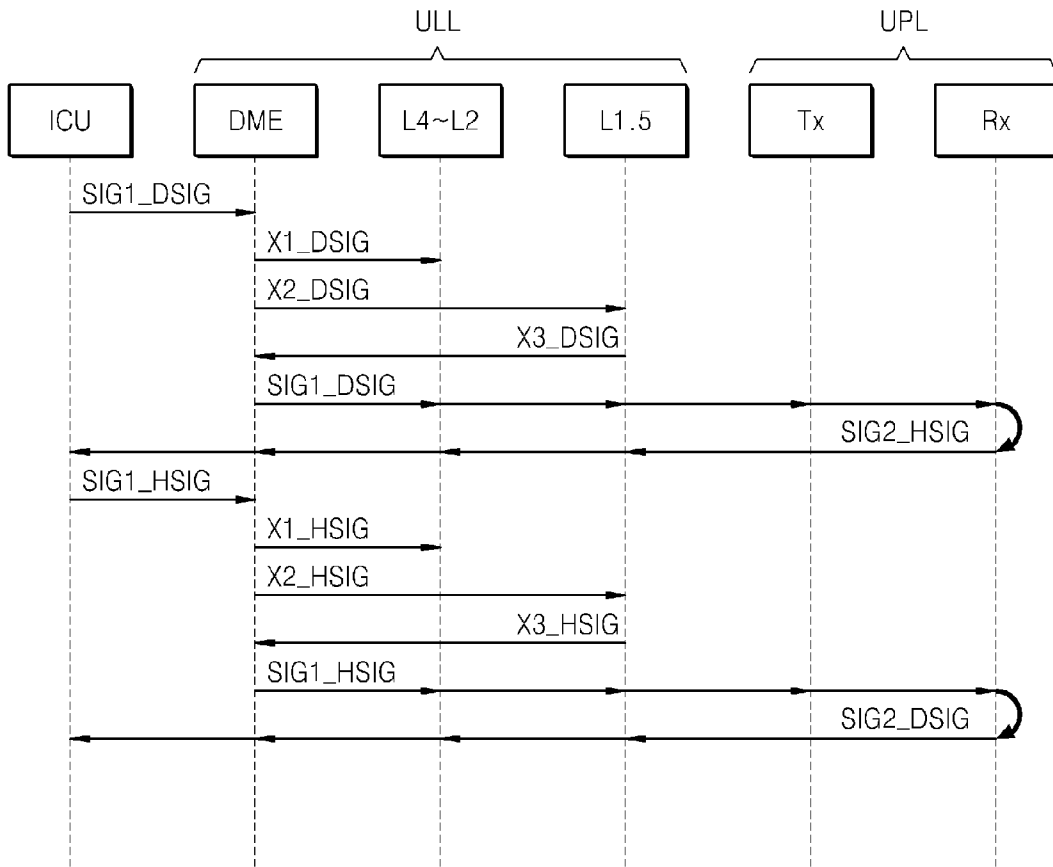 ULL
UPL
ICU
DME
L4~L2
L1.5
Tx
Rx
SIG1_DSIG
X1_DSIG
X2_DSIG
X3_DSIG
SIG1_DSIG
SIG2_HSIG
SIG1_HSIG
X1_HSIG
X2_HSIG
X3_HSIG
SIG1_HSIG
SIG2_DSIG